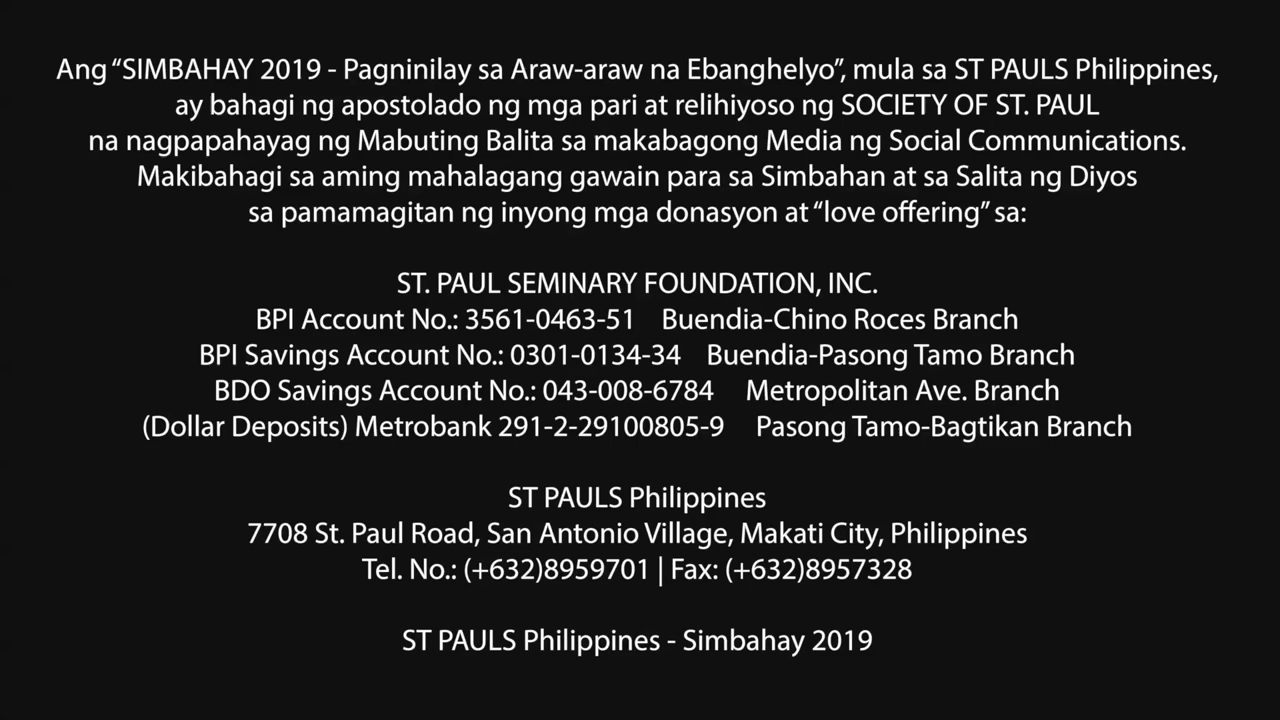 Ang “SIMBAHAY 2019 - Pagninilay sa Araw-araw na Ebanghelyo”, mula sa ST PAULS Philippines,
ay bahagi ng apostolado ng mga pari at relihiyoso ng SOCIETY OF ST. PAUL
na nagpapahayag ng Mabuting Balita sa makabagong Media ng Social Communications.
Makibahagi sa aming mahalagang gawain para sa Simbahan at sa Salita ng Diyos
sa pamamagitan ng inyong mga donasyon at “love offering” sa:
ST. PAUL SEMINARY FOUNDATION, INC.
BPI Account No.: 3561-0463-51 Buendia-Chino Roces Branch
BPI Savings Account No.: 0301-0134-34 Buendia-Pasong Tamo Branch
BDO Savings Account No.: 043-008-6784 Metropolitan Ave. Branch
(Dollar Deposits) Metrobank 291-2-29100805-9 Pasong Tamo-Bagtikan Branch
ST PAULS Philippines
7708 St. Paul Road, San Antonio Village, Makati City, Philippines
Tel. No.: (+632)8959701 | Fax: (+632)8957328
ST PAULS Philippines - Simbahay 2019